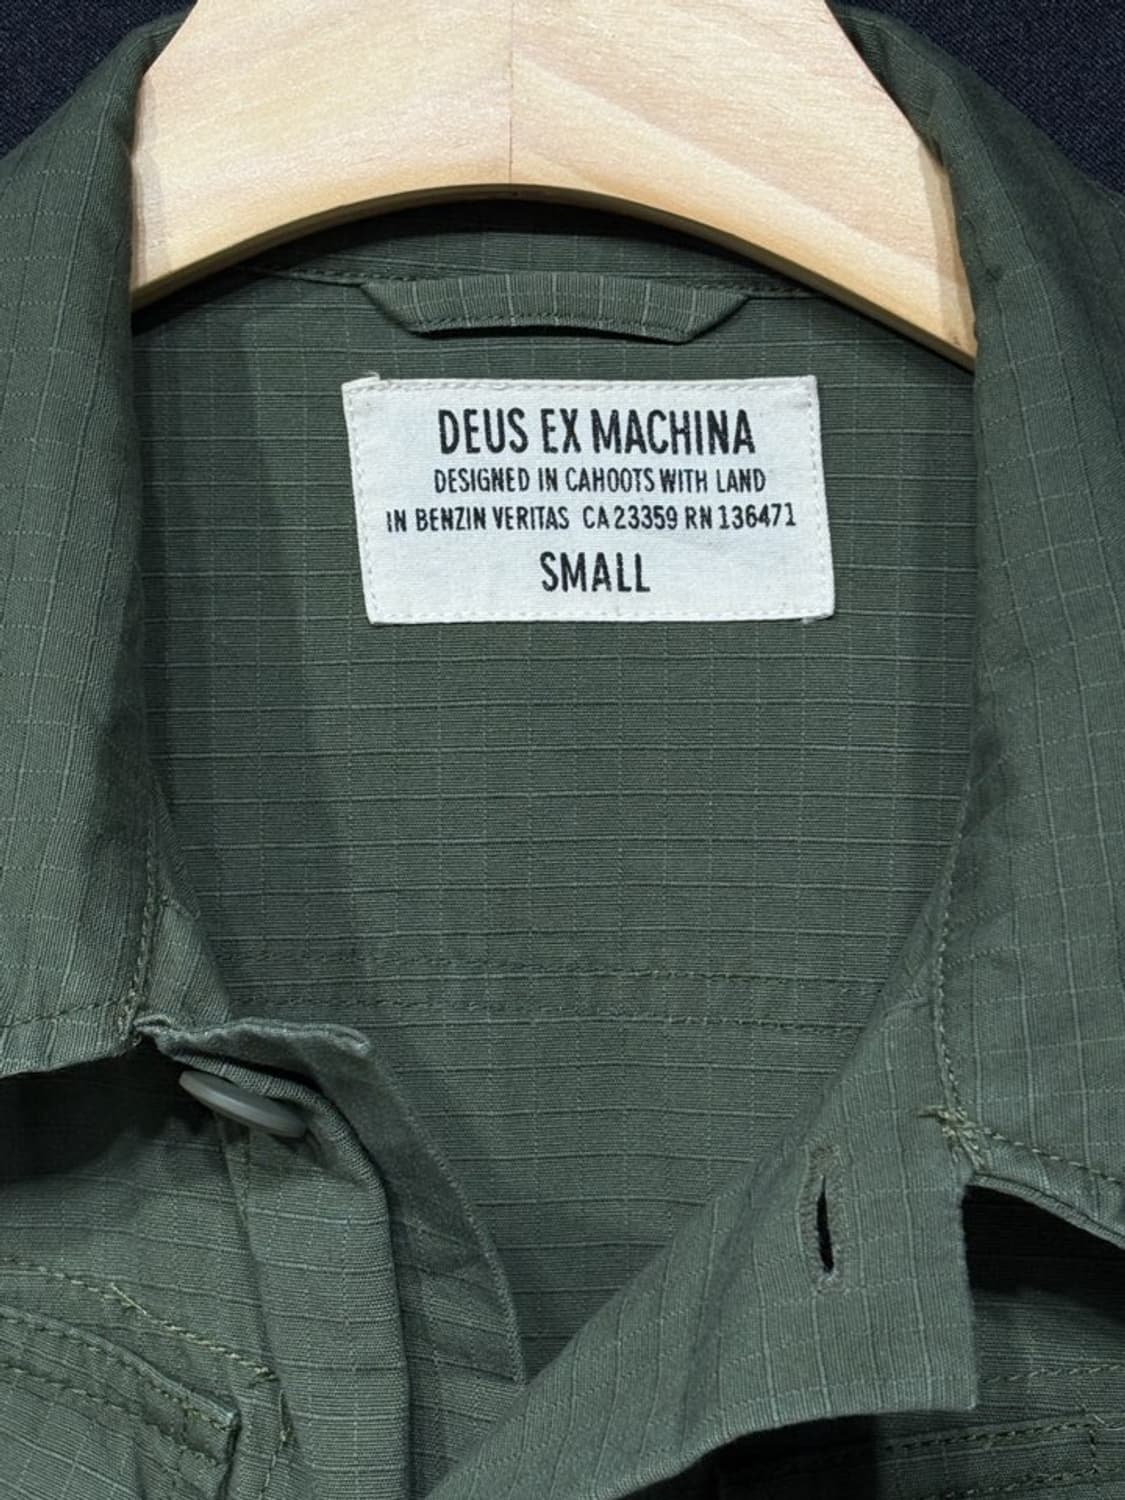 DEUS EX MACHINA
DESIGNED IN CAHOOTS WITH LAND
IN BENZIN VERITAS CA 23359 RN 136471
SMALL